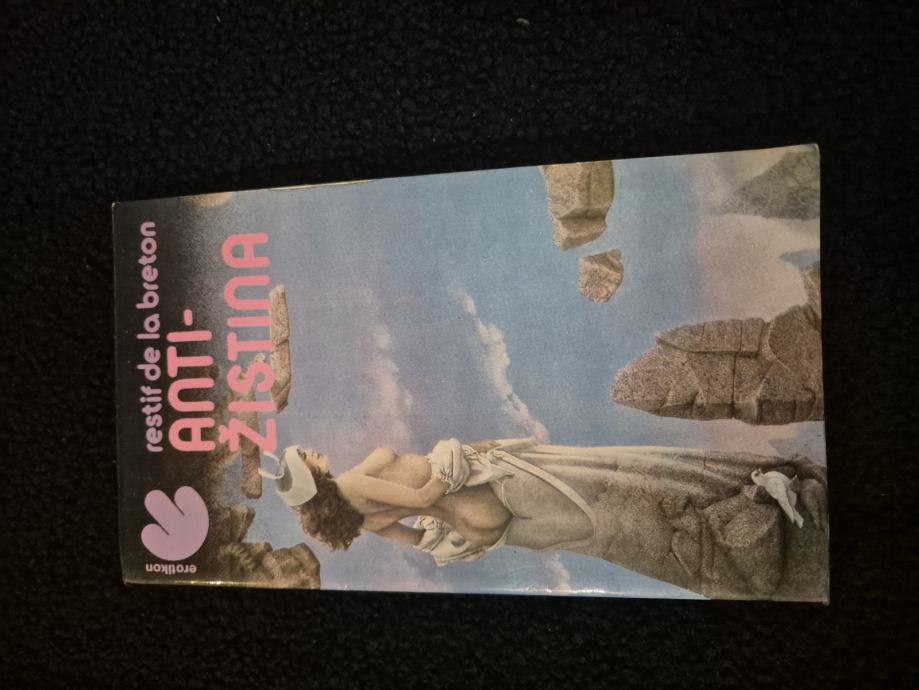 erotikon
restif de la breton
ANTI-
ŽISTINA